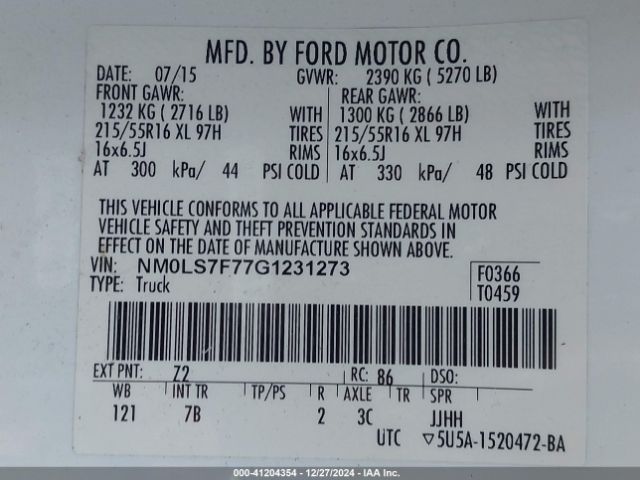 MFD. BY FORD MOTOR CO.
DATE: 07/15 GVWR: 2390 KG ( 5270 LB)
FRONT GAWR: REAR GAWR:
1232 KG ( 2716 LB) WITH 1300 KG ( 2866 LB) WITH
215/55R16 XL 97H TIRES 215/55R16 XL 97H TIRES
16x6.5J RIMS 16x6.5J RIMS
AT 300 kPa/ 44 PSI COLD AT 330 kPa/ 48 PSI COLD
THIS VEHICLE CONFORMS TO ALL APPLICABLE FEDERAL MOTOR
VEHICLE SAFETY AND THEFT PREVENTION STANDARDS IN
EFFECT ON THE DATE OF MANUFACTURE SHOWN ABOVE.
VIN: NM0LS7F77G1231273 F0366
TYPE: Truck T0459
EXT PNT: Z2 RC: 86 DSO:
WB INT TR TP/PS R AXLE TR SPR
121 7B 2 3C JJHH
UTC ▽5U5A-1520472-BA
000-41204354 - 12/27/2024 - IAA Inc.